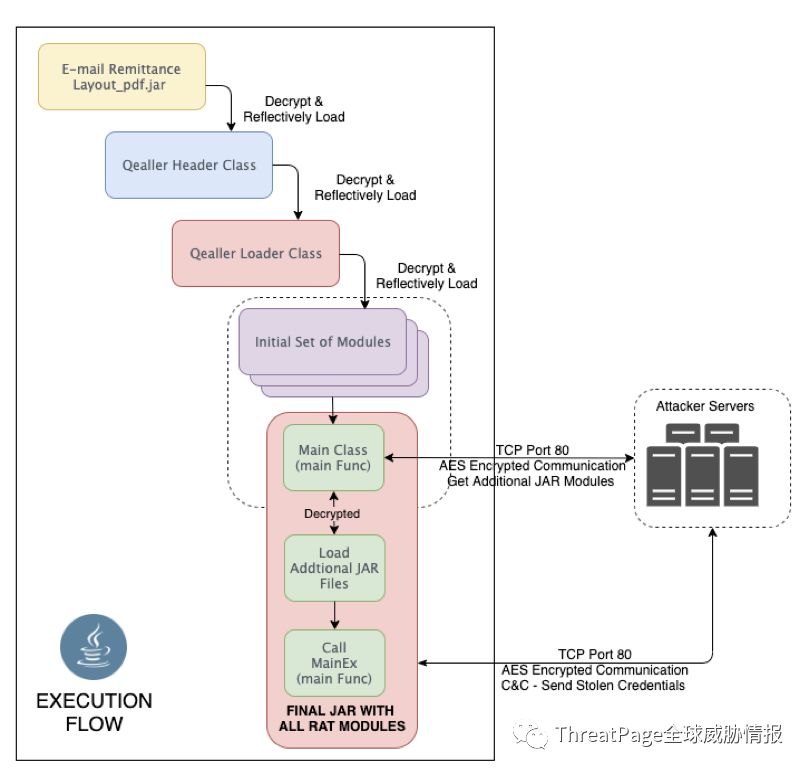 E-mail Remittance
Layout_pdf.jar
Decrypt &
Reflectively Load
Qealler Header Class
Decrypt &
Reflectively Load
Qealler Loader Class
Decrypt &
Reflectively Load
Initial Set of Modules
Attacker Servers
Main Class
(main Func)
TCP Port 80
AES Encrypted Communication
Get Additional JAR Modules
Decrypted
Load
Addtional JAR
Files
Call
MainEx
(main Func)
TCP Port 80
AES Encrypted Communication
C&C - Send Stolen Credentials
FINAL JAR WITH
ALL RAT MODULES
EXECUTION
FLOW
ThreatPage全球威胁情报